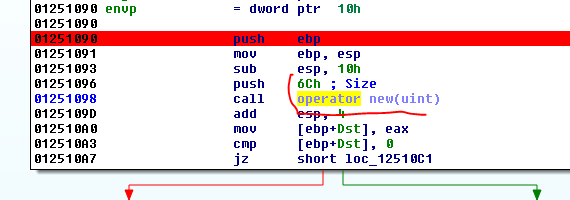 01251090 envp = dword ptr 10h
01251090
01251090 push ebp
01251091 mov ebp, esp
01251093 sub esp, 10h
01251096 push 6Ch ; Size
01251098 call operator new(uint)
0125109D add esp, 4
012510A0 mov [ebp+Dst], eax
012510A3 cmp [ebp+Dst], 0
012510A7 jz short loc_12510C1